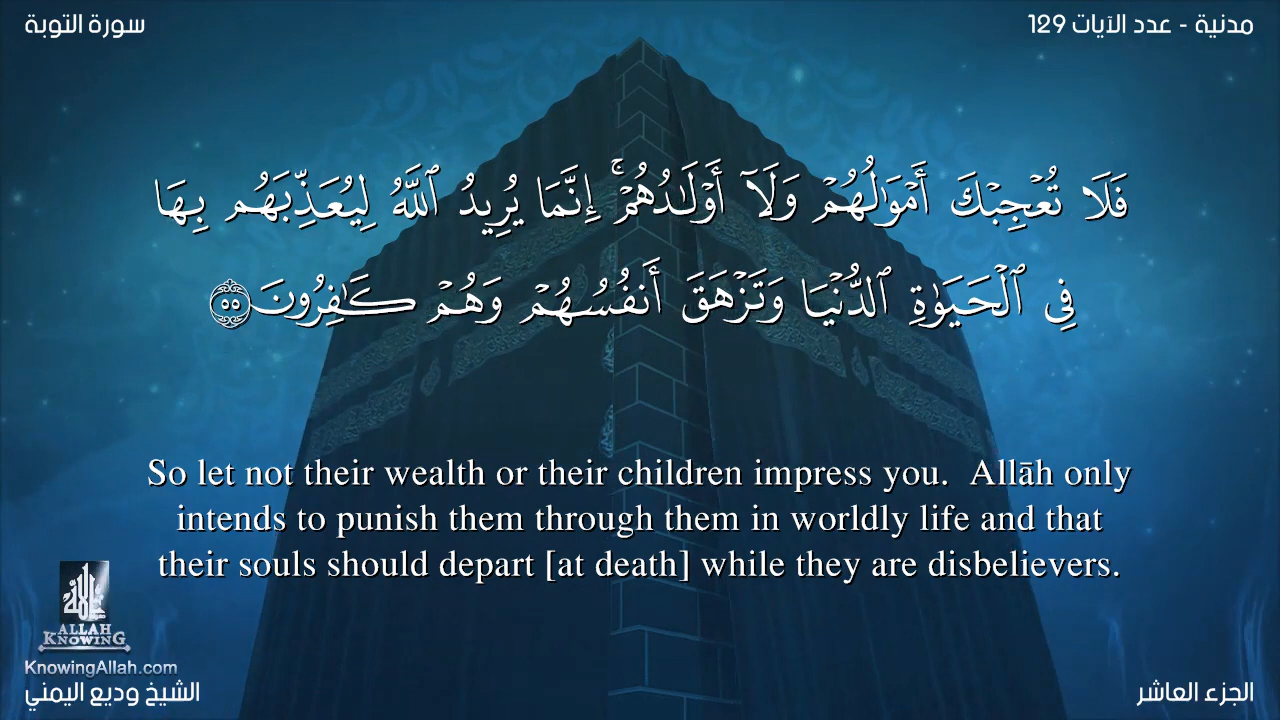 سورة التوبة
مدنية - عدد الآيات 129
فَلَا تُعْجِبْكَ أَمْوَٰلُهُمْ وَلَآ أَوْلَـٰدُهُمْ ۚ إِنَّمَا يُرِيدُ ٱللَّهُ لِيُعَذِّبَهُم بِهَا
فِى ٱلْحَيَوٰةِ ٱلدُّنْيَا وَتَزْهَقَ أَنفُسُهُمْ وَهُمْ كَـٰفِرُونَ ٥٥
So let not their wealth or their children impress you.  Allāh only
intends to punish them through them in worldly life and that
their souls should depart [at death] while they are disbelievers.
ALLAH
KNOWING
KnowingAllah.com
الشيخ وديع اليمني
الجزء العاشر